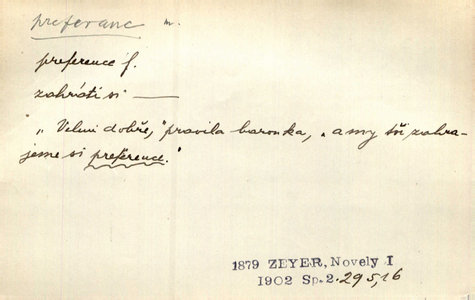 preferanc m.
preference f.
zahráti si —
„Velmi dobře," pravila baronka, „a my tři zahra-
jeme si preference."
1879 ZEYER, Novely I
1902 Sp. 2. 295,16